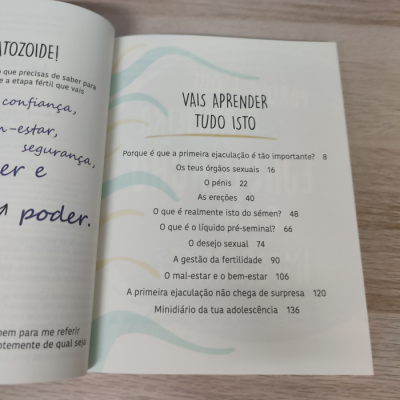 TOZOIDE!
o que precisas de saber para
e a etapa fértil que vais
confiança,
-estar,
segurança,
er e
poder.
nem para me referir
ntemente de qual seja
VAIS APRENDER
TUDO ISTO
Porque é que a primeira ejaculação é tão importante? 8
Os teus órgãos sexuais 16
O pénis 22
As ereções 40
O que é realmente isto do sémen? 48
O que é o líquido pré-seminal? 66
O desejo sexual 74
A gestão da fertilidade 90
O mal-estar e o bem-estar 106
A primeira ejaculação não chega de surpresa 120
Minidiário da tua adolescência 136